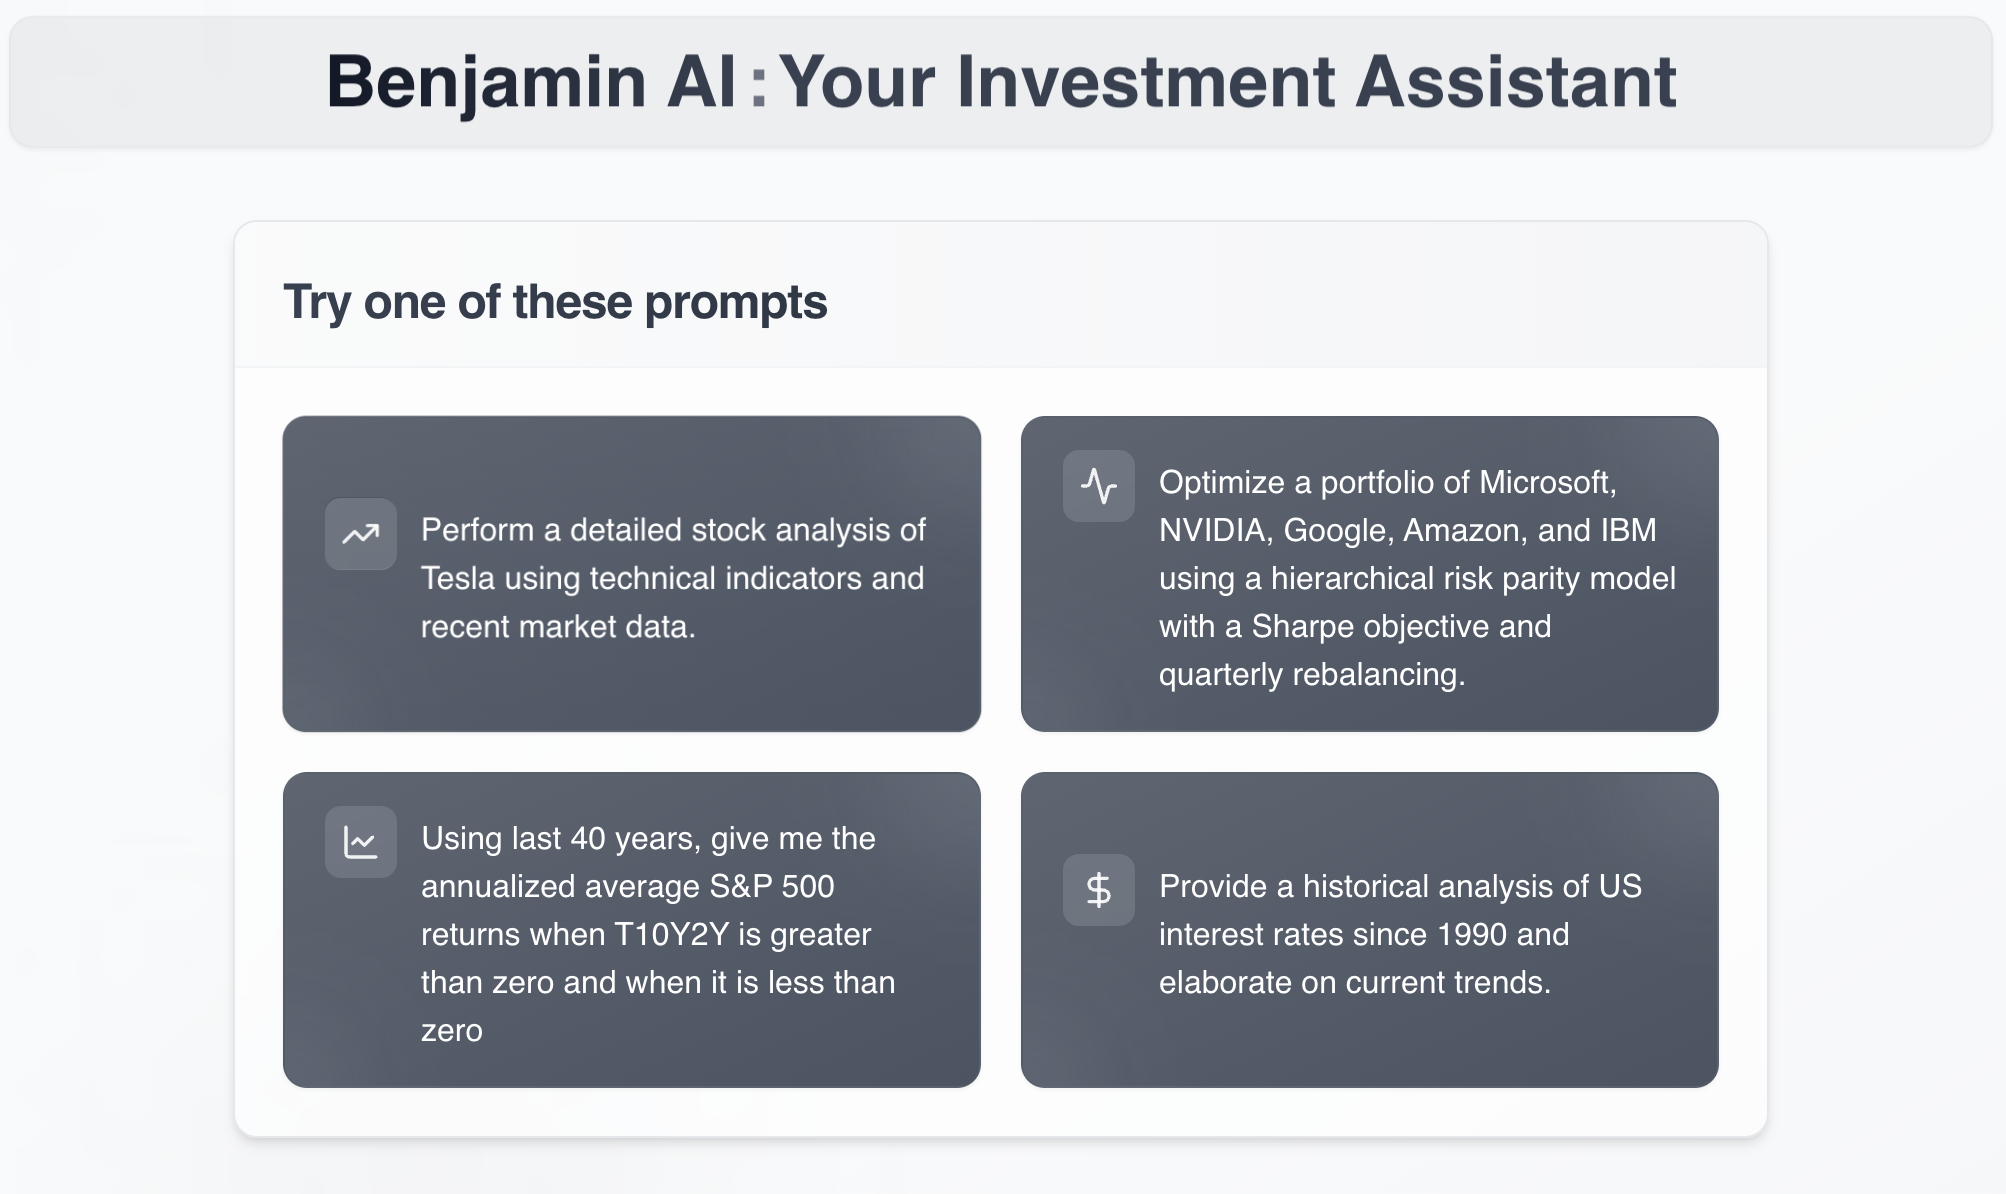 Benjamin AI : Your Investment Assistant
Try one of these prompts
Perform a detailed stock analysis of
Tesla using technical indicators and
recent market data.
Optimize a portfolio of Microsoft,
NVIDIA, Google, Amazon, and IBM
using a hierarchical risk parity model
with a Sharpe objective and
quarterly rebalancing.
Using last 40 years, give me the
annualized average S&P 500
returns when T10Y2Y is greater
than zero and when it is less than
zero
Provide a historical analysis of US
interest rates since 1990 and
elaborate on current trends.